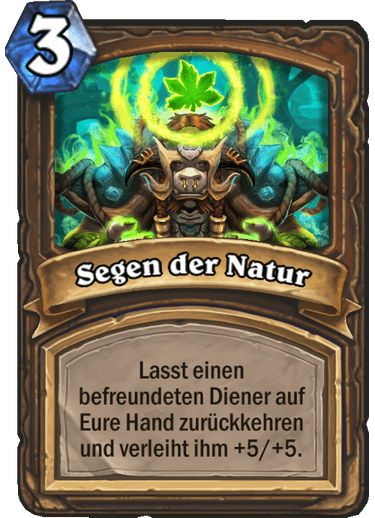 3
Segen der Natur
Lasst einen
befreundeten Diener auf
Eure Hand zurückkehren
und verleiht ihm +5/+5.